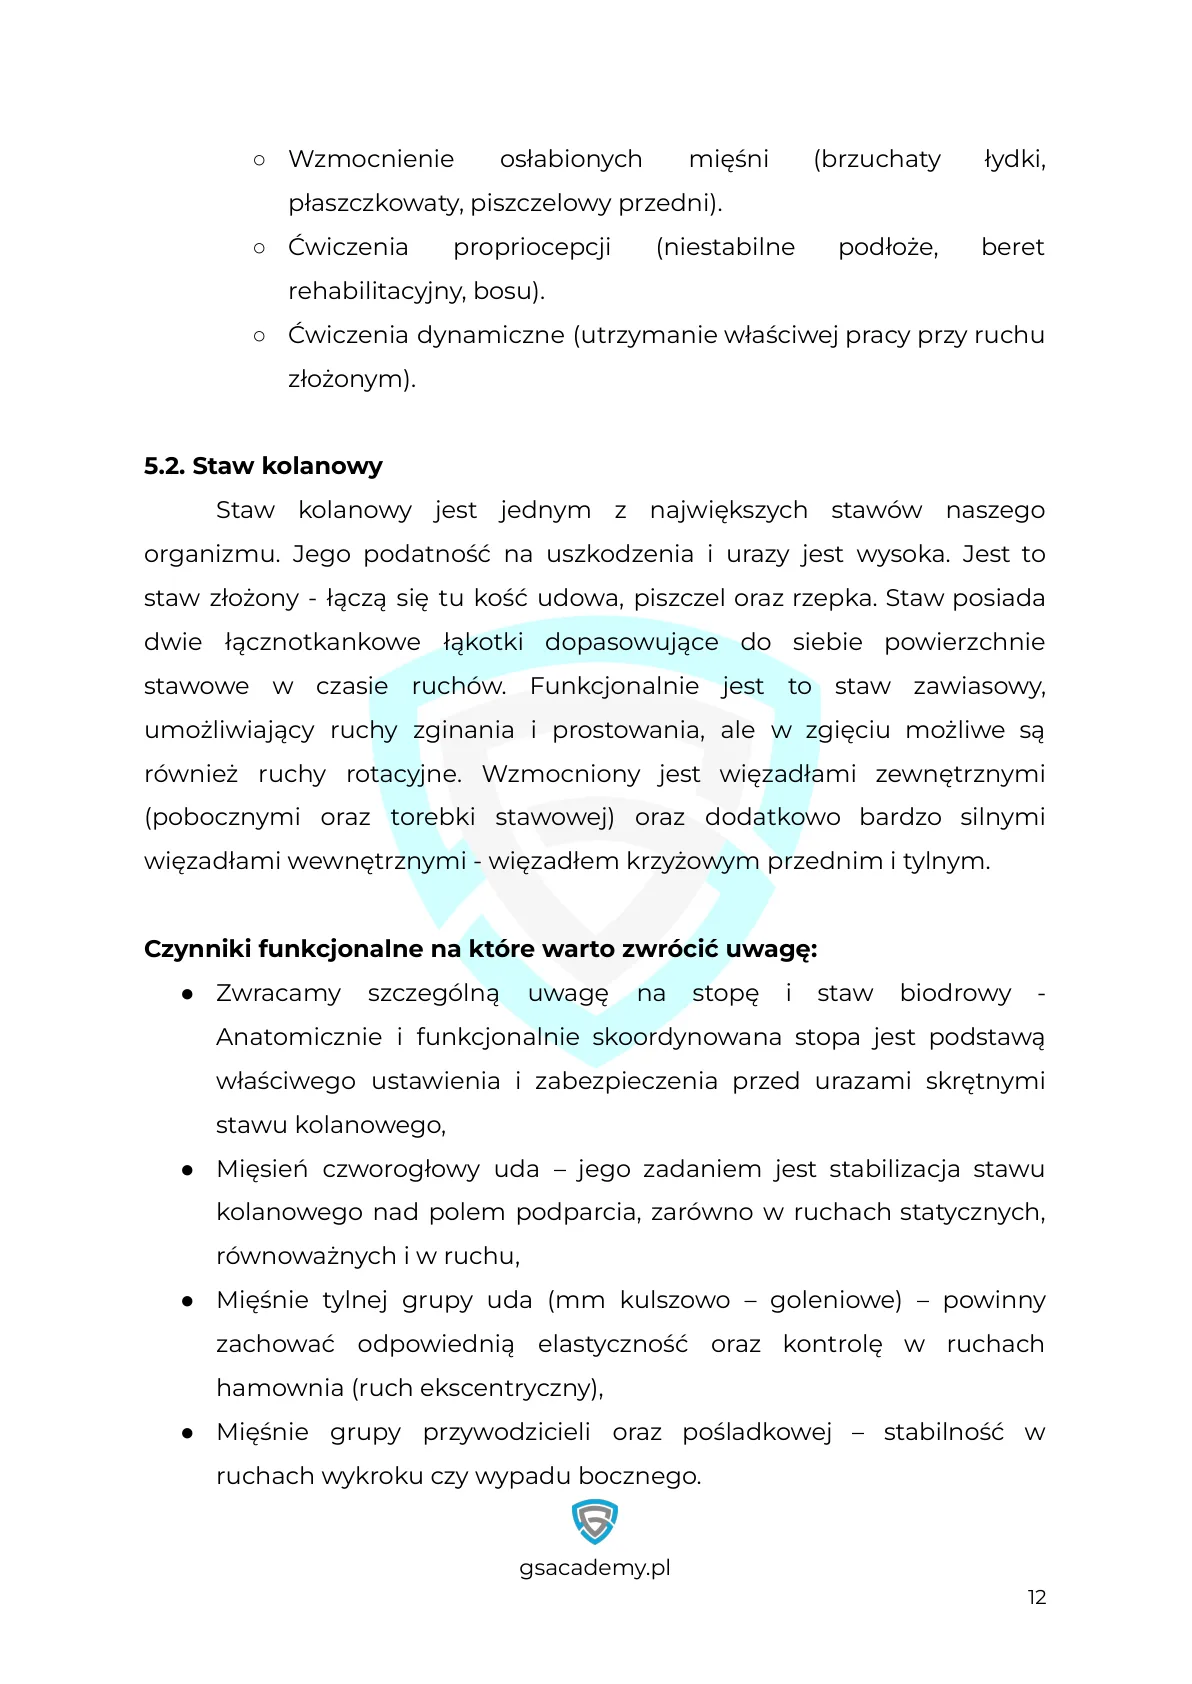 ○ Wzmocnienie osłabionych mięśni (brzuchaty łydki,
płaszczkowaty, piszczelowy przedni).
○ Ćwiczenia propriocepcji (niestabilne podłoże, beret
rehabilitacyjny, bosu).
○ Ćwiczenia dynamiczne (utrzymanie właściwej pracy przy ruchu
złożonym).
5.2. Staw kolanowy
Staw kolanowy jest jednym z największych stawów naszego
organizmu. Jego podatność na uszkodzenia i urazy jest wysoka. Jest to
staw złożony - łączą się tu kość udowa, piszczel oraz rzepka. Staw posiada
dwie łącznotkankowe łąkotki dopasowujące do siebie powierzchnie
stawowe w czasie ruchów. Funkcjonalnie jest to staw zawiasowy,
umożliwiający ruchy zginania i prostowania, ale w zgięciu możliwe są
również ruchy rotacyjne. Wzmocniony jest więzadłami zewnętrznymi
(pobocznymi oraz torebki stawowej) oraz dodatkowo bardzo silnymi
więzadłami wewnętrznymi - więzadłem krzyżowym przednim i tylnym.
Czynniki funkcjonalne na które warto zwrócić uwagę:
● Zwracamy szczególną uwagę na stopę i staw biodrowy -
Anatomicznie i funkcjonalnie skoordynowana stopa jest podstawą
właściwego ustawienia i zabezpieczenia przed urazami skrętnymi
stawu kolanowego,
● Mięsień czworogłowy uda – jego zadaniem jest stabilizacja stawu
kolanowego nad polem podparcia, zarówno w ruchach statycznych,
równoważnych i w ruchu,
● Mięśnie tylnej grupy uda (mm kulszowo – goleniowe) – powinny
zachować odpowiednią elastyczność oraz kontrolę w ruchach
hamownia (ruch ekscentryczny),
● Mięśnie grupy przywodzicieli oraz pośladkowej – stabilność w
ruchach wykroku czy wypadu bocznego.
gsacademy.pl
12